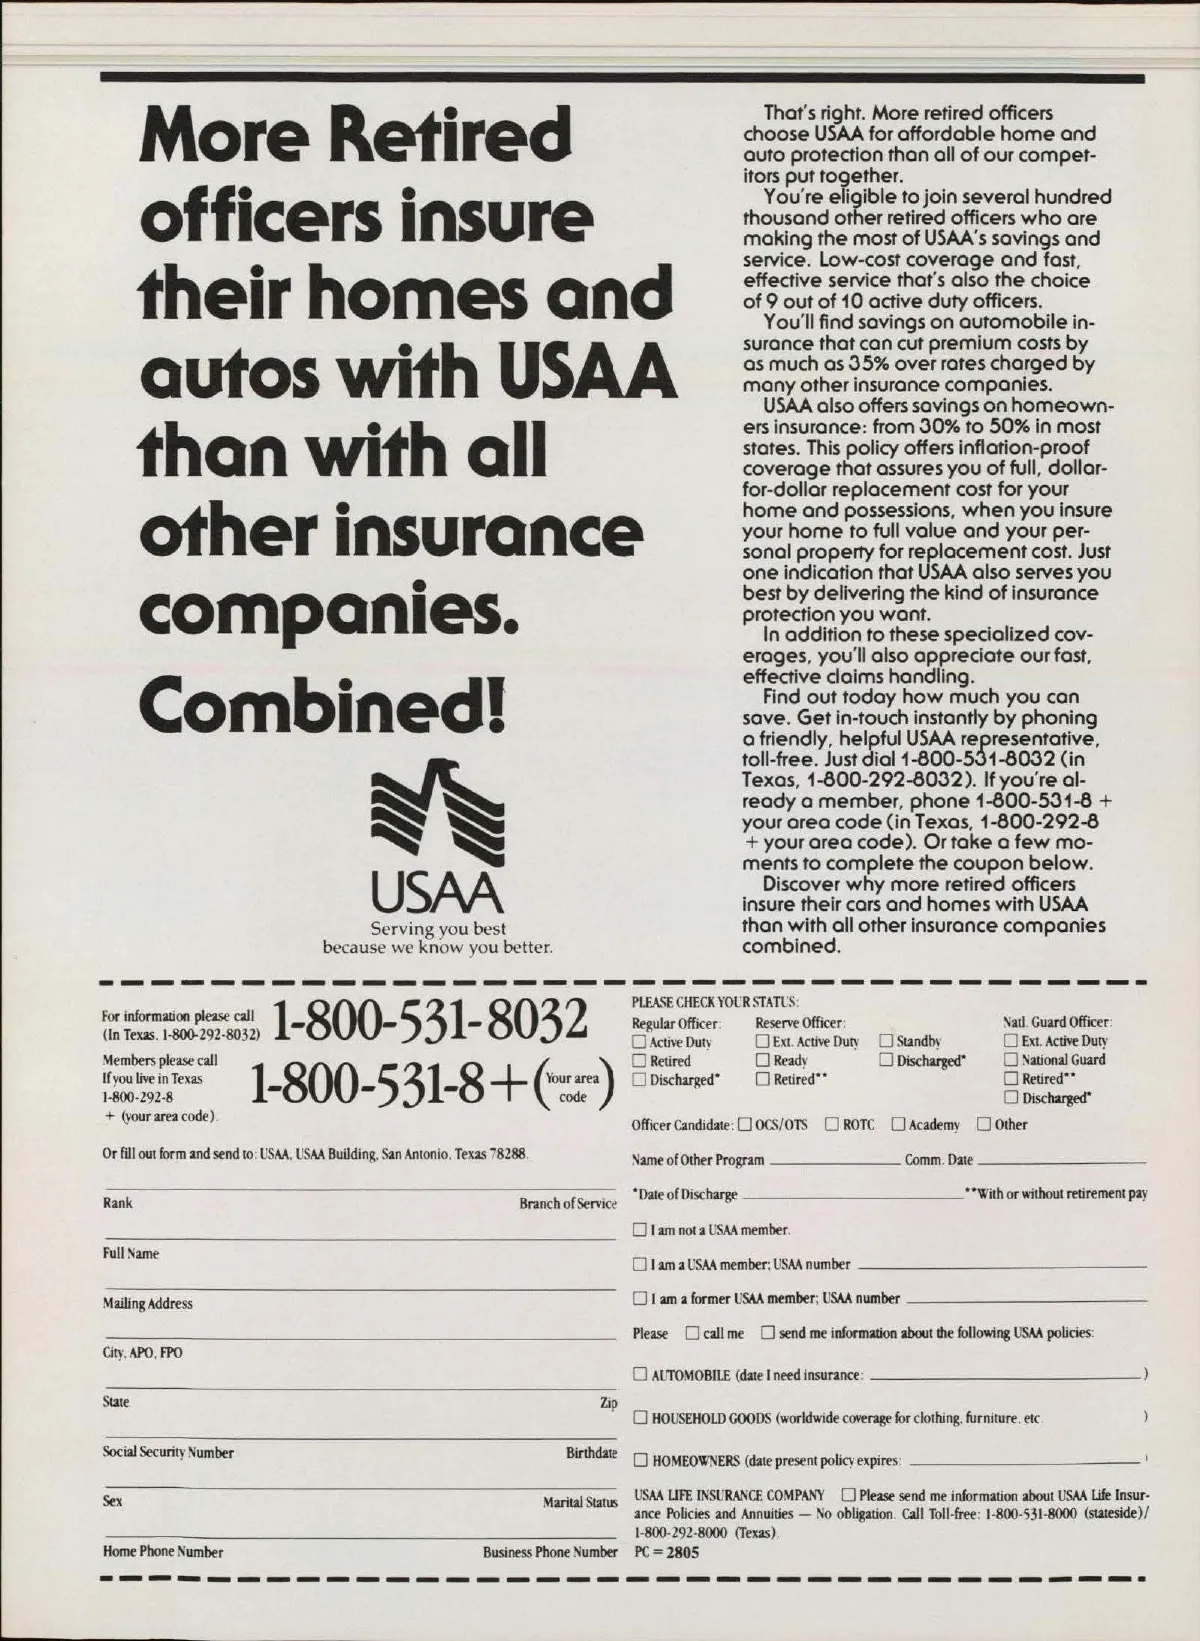 More Retired
officers insure
their homes and
autos with USAA
than with all
other insurance
companies.
Combined!
USAA
Serving you best
because we know you better.
That's right. More retired officers
choose USAA for affordable home and
auto protection than all of our compet-
itors put together.
You're eligible to join several hundred
thousand other retired officers who are
making the most of USAA's savings and
service. Low-cost coverage and fast,
effective service that's also the choice
of 9 out of 10 active duty officers.
You'll find savings on automobile in-
surance that can cut premium costs by
as much as 35% over rates charged by
many other insurance companies.
USAA also offers savings on homeown-
ers insurance: from 30% to 50% in most
states. This policy offers inflation-proof
coverage that assures you of full, dollar-
for-dollar replacement cost for your
home and possessions, when you insure
your home to full value and your per-
sonal property for replacement cost. Just
one indication that USAA also serves you
best by delivering the kind of insurance
protection you want.
In addition to these specialized cov-
erages, you'll also appreciate our fast,
effective claims handling.
Find out today how much you can
save. Get in-touch instantly by phoning
a friendly, helpful USAA representative,
toll-free. Just dial 1-800-531-8032 (in
Texas, 1-800-292-8032). If you're al-
ready a member, phone 1-800-531-8 +
your area code (in Texas, 1-800-292-8
+ your area code). Or take a few mo-
ments to complete the coupon below.
Discover why more retired officers
insure their cars and homes with USAA
than with all other insurance companies
combined.
For information please call
(In Texas, 1-800-292-8032)
1-800-531-8032
Members please call
If you live in Texas
1-800-292-8
+ (your area code).
1-800-531-8+(Your area
code)
Or fill out form and send to: USAA, USAA Building, San Antonio, Texas 78288.
Rank Branch of Service
Full Name
Mailing Address
City, APO, FPO
State Zip
Social Security Number Birthdate
Sex Marital Status
Home Phone Number Business Phone Number
PLEASE CHECK YOUR STATUS:
Regular Officer: Reserve Officer: Natl. Guard Officer:
Active Duty Ext. Active Duty Standby Ext. Active Duty
Retired Ready Discharged* National Guard
Discharged* Retired** Retired**
Discharged*
Officer Candidate: OCS/OTS ROTC Academy Other
Name of Other Program Comm. Date
*Date of Discharge **With or without retirement pay
I am not a USAA member.
I am a USAA member; USAA number
I am a former USAA member; USAA number
Please call me send me information about the following USAA policies:
AUTOMOBILE (date I need insurance: )
HOUSEHOLD GOODS (worldwide coverage for clothing, furniture, etc. )
HOMEOWNERS (date present policy expires: )
USAA LIFE INSURANCE COMPANY Please send me information about USAA Life Insur-
ance Policies and Annuities — No obligation. Call Toll-free: 1-800-531-8000 (stateside)/
1-800-292-8000 (Texas).
PC = 2805